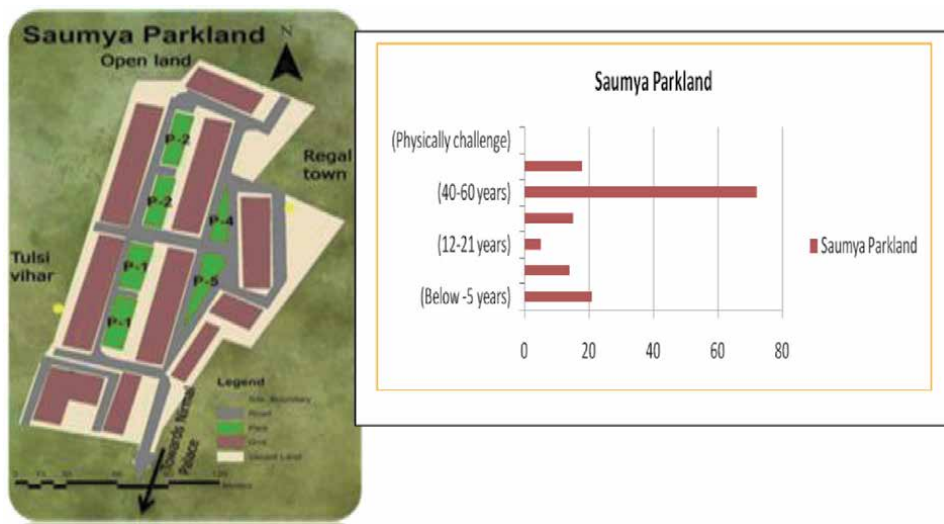 Saumya Parkland
N
Open land
P-2
Regal
town
P-2
P-4
Tulsi
vihar
P-1
P-5
P-1
Legend
Road
Park
Vacant Land
Towards Nirmal
Palace
Saumya Parkland
(Physically challenge)
(40-60 years)
(12-21 years)
(Below -5 years)
0 20 40 60 80
Saumya Parkland